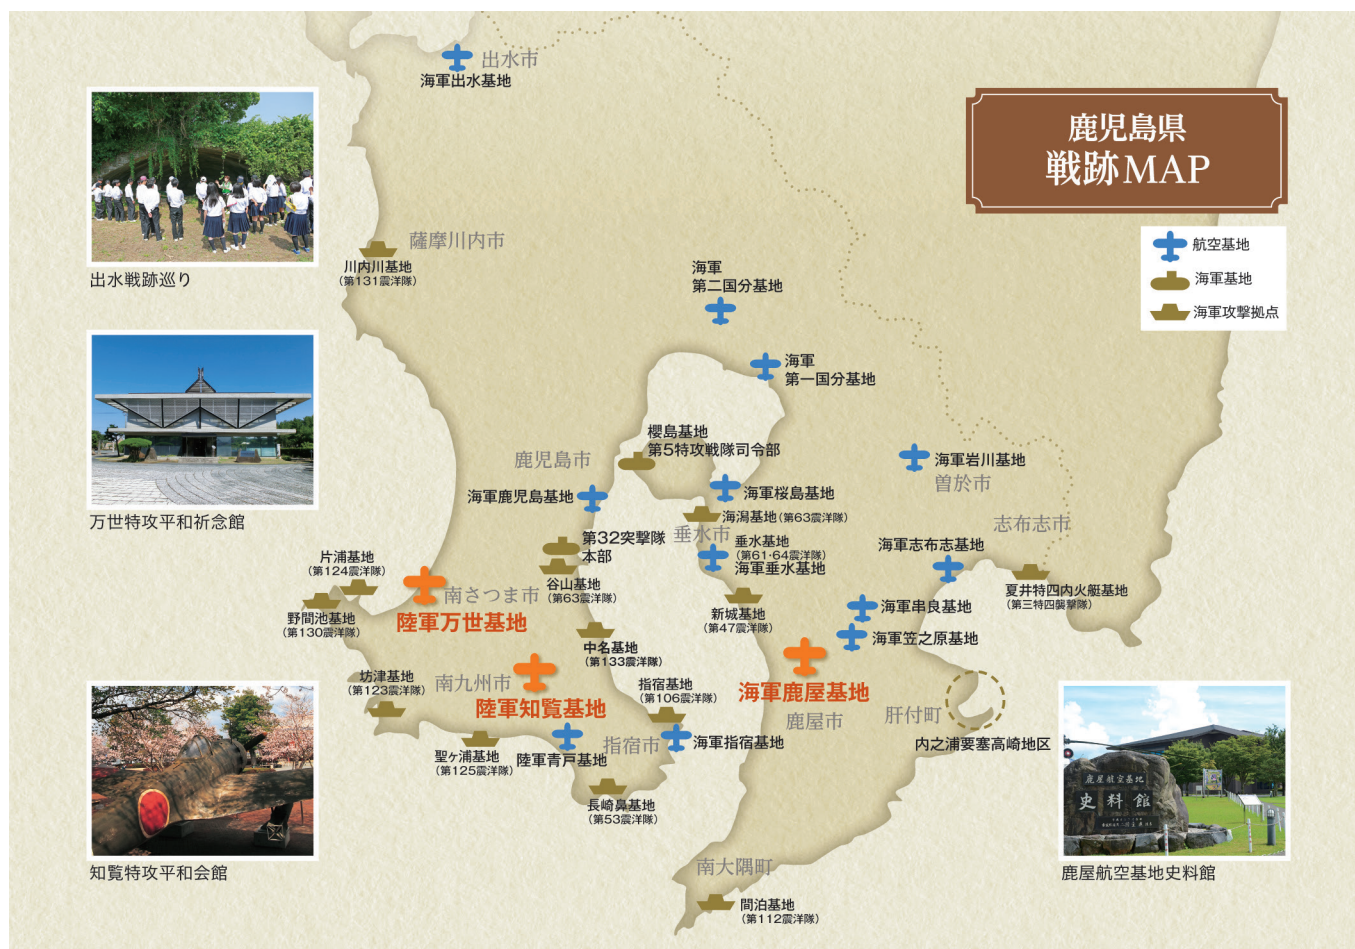 鹿児島県
戦跡MAP
航空基地
海軍基地
海軍攻撃拠点
出水市
海軍出水基地
出水戦跡巡り
薩摩川内市
川内川基地
(第131震洋隊)
海軍
第二国分基地
海軍
第一国分基地
万世特攻平和祈念館
櫻島基地
第5特攻戦隊司令部
鹿児島市
海軍鹿児島基地
海軍桜島基地
海軍岩川基地
曽於市
海潟基地(第63震洋隊)
垂水市
垂水基地
(第61・64震洋隊)
海軍垂水基地
志布志市
海軍志布志基地
夏井特四内火艇基地
(第三特四襲撃隊)
第32突撃隊
本部
谷山基地
(第63震洋隊)
片浦基地
(第124震洋隊)
野間池基地
(第130震洋隊)
南さつま市
陸軍万世基地
新城基地
(第47震洋隊)
海軍串良基地
海軍笠之原基地
中名基地
(第133震洋隊)
坊津基地
(第123震洋隊)
南九州市
陸軍知覧基地
指宿基地
(第106震洋隊)
海軍鹿屋基地
鹿屋市
肝付町
内之浦要塞高崎地区
聖ヶ浦基地
(第125震洋隊)
陸軍青戸基地
指宿市
海軍指宿基地
長崎鼻基地
(第53震洋隊)
知覧特攻平和会館
南大隅町
間泊基地
(第112震洋隊)
鹿屋航空基地
史料館
鹿屋航空基地史料館